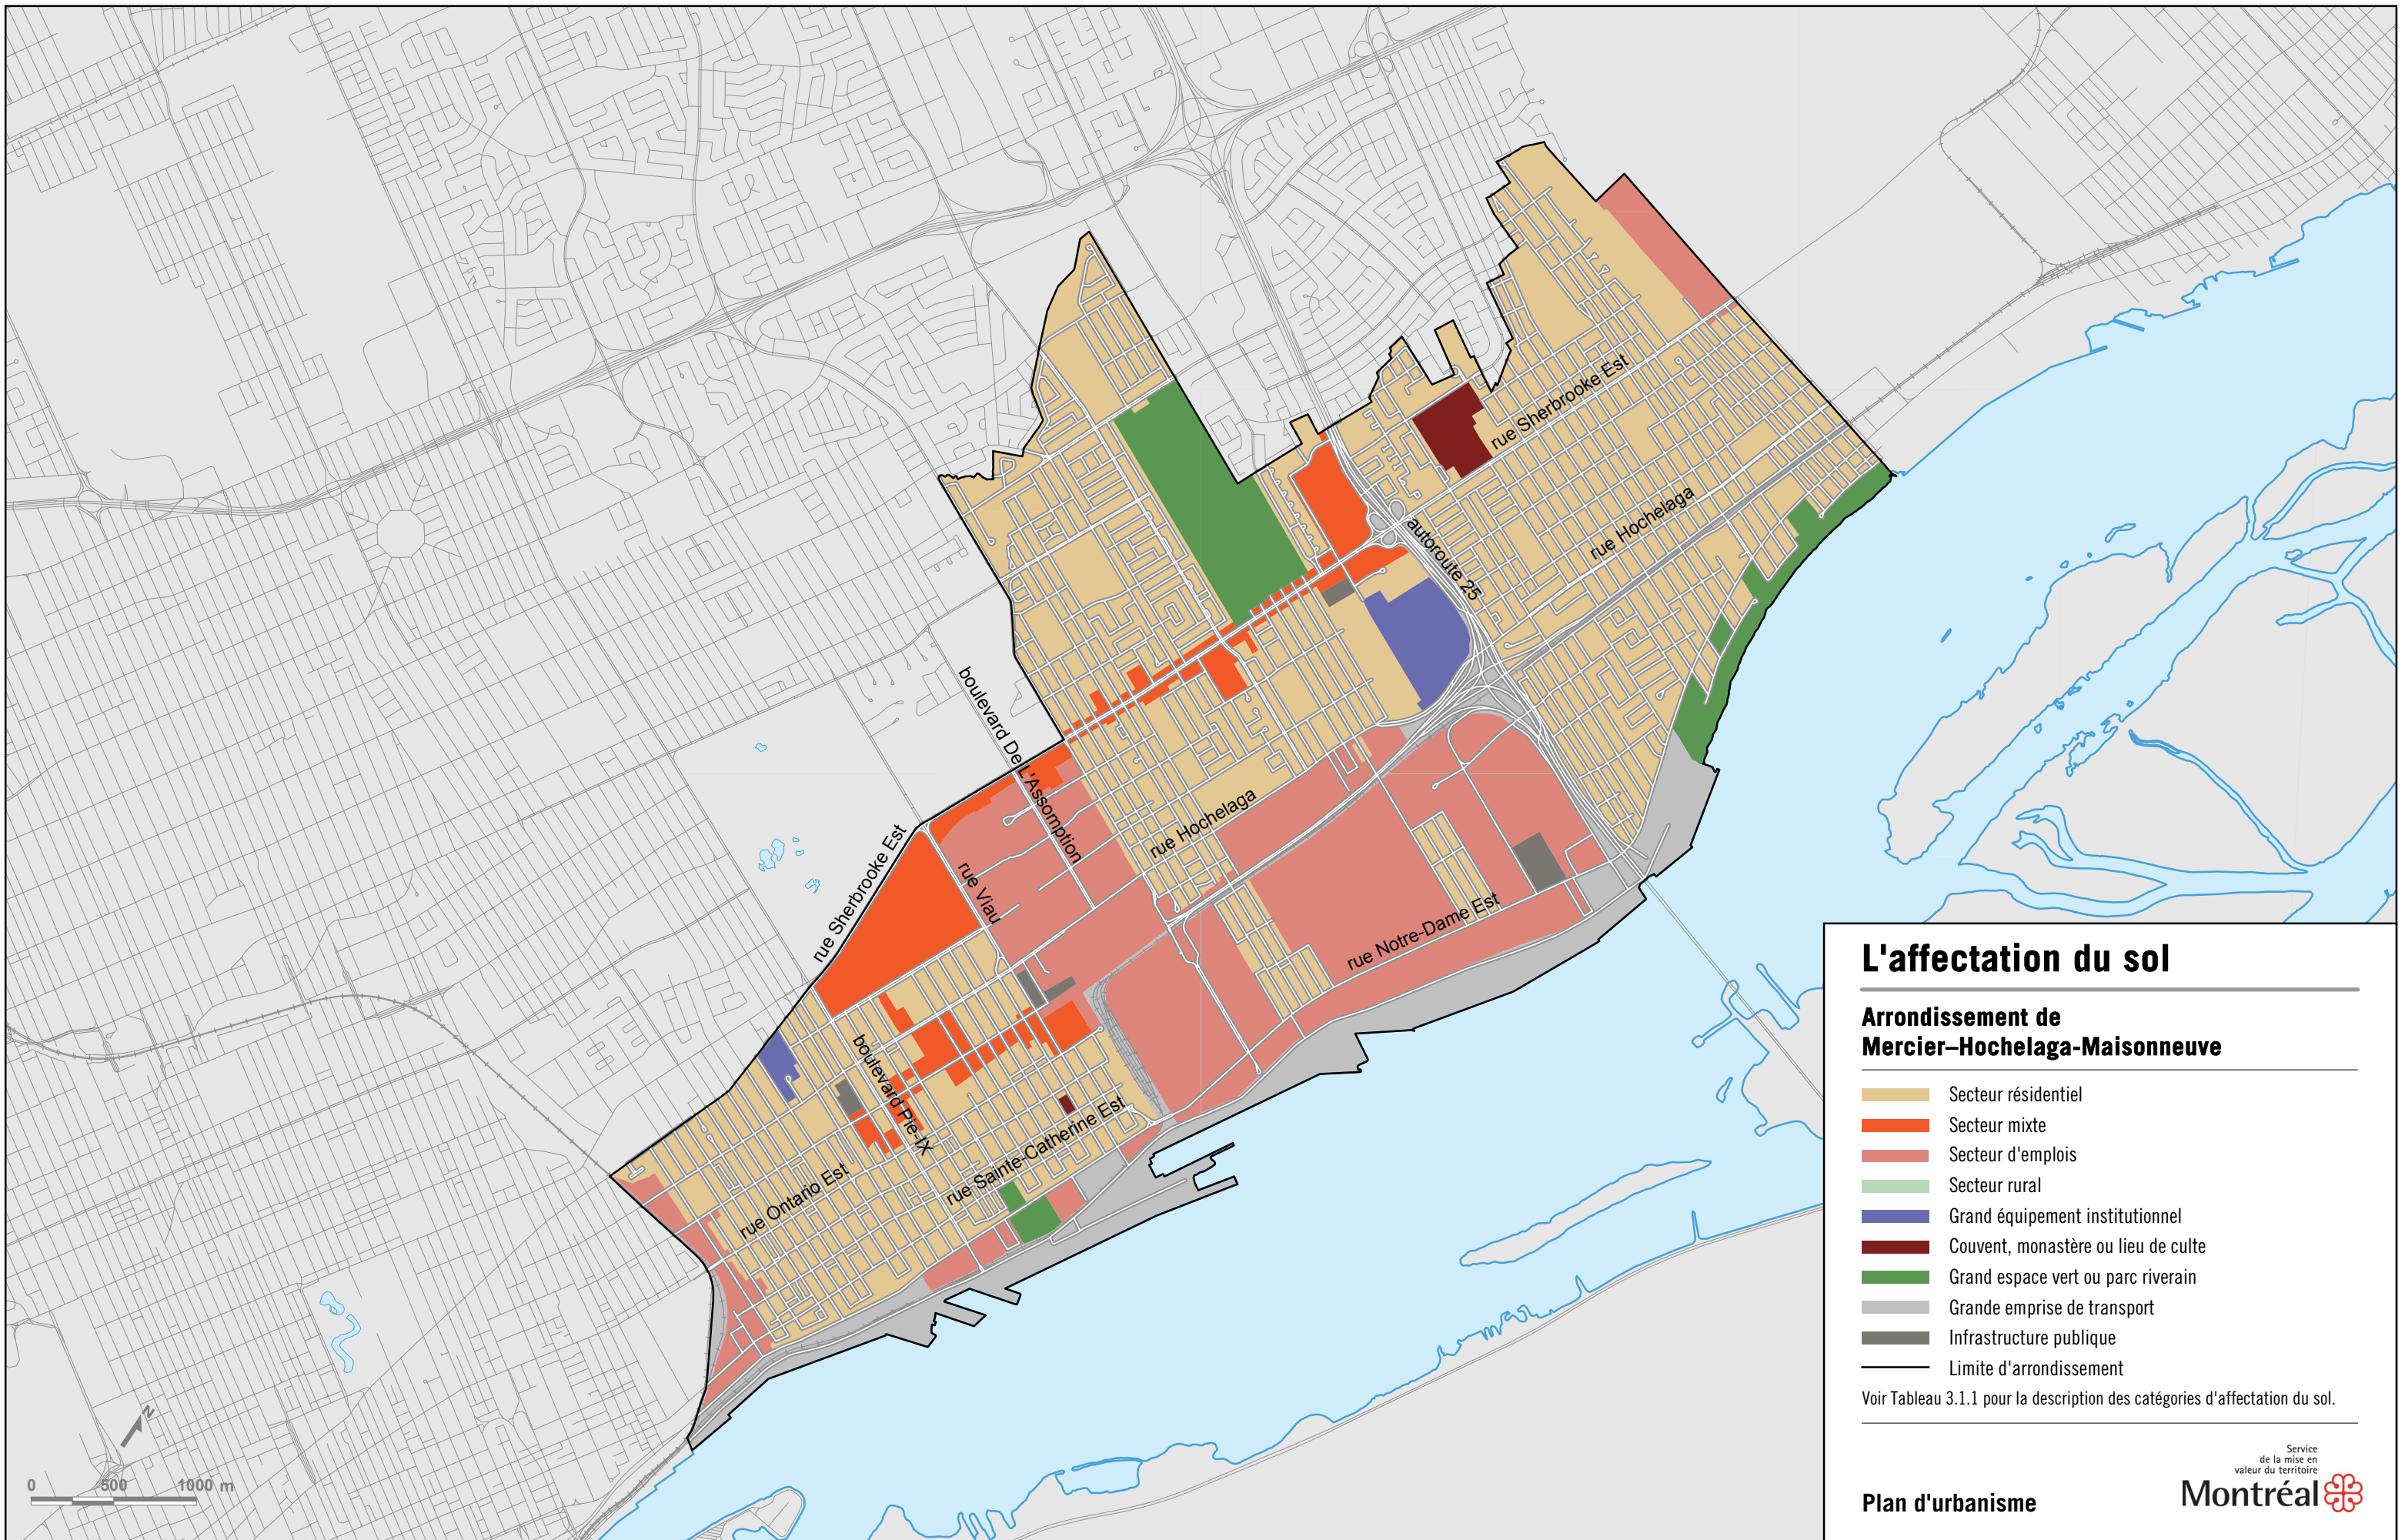 rue Sherbrooke Est
rue Hochelaga
autoroute 25
boulevard De L'Assomption
rue Hochelaga
rue Sherbrooke Est
rue Viau
rue Notre-Dame Est
boulevard Pie-IX
rue Sainte-Catherine Est
rue Ontario Est
N
0 500 1000 m
L'affectation du sol
Arrondissement de
Mercier–Hochelaga-Maisonneuve
Secteur résidentiel
Secteur mixte
Secteur d'emplois
Secteur rural
Grand équipement institutionnel
Couvent, monastère ou lieu de culte
Grand espace vert ou parc riverain
Grande emprise de transport
Infrastructure publique
Limite d'arrondissement
Voir Tableau 3.1.1 pour la description des catégories d'affectation du sol.
Service
de la mise en
valeur du territoire
Montréal
Plan d'urbanisme